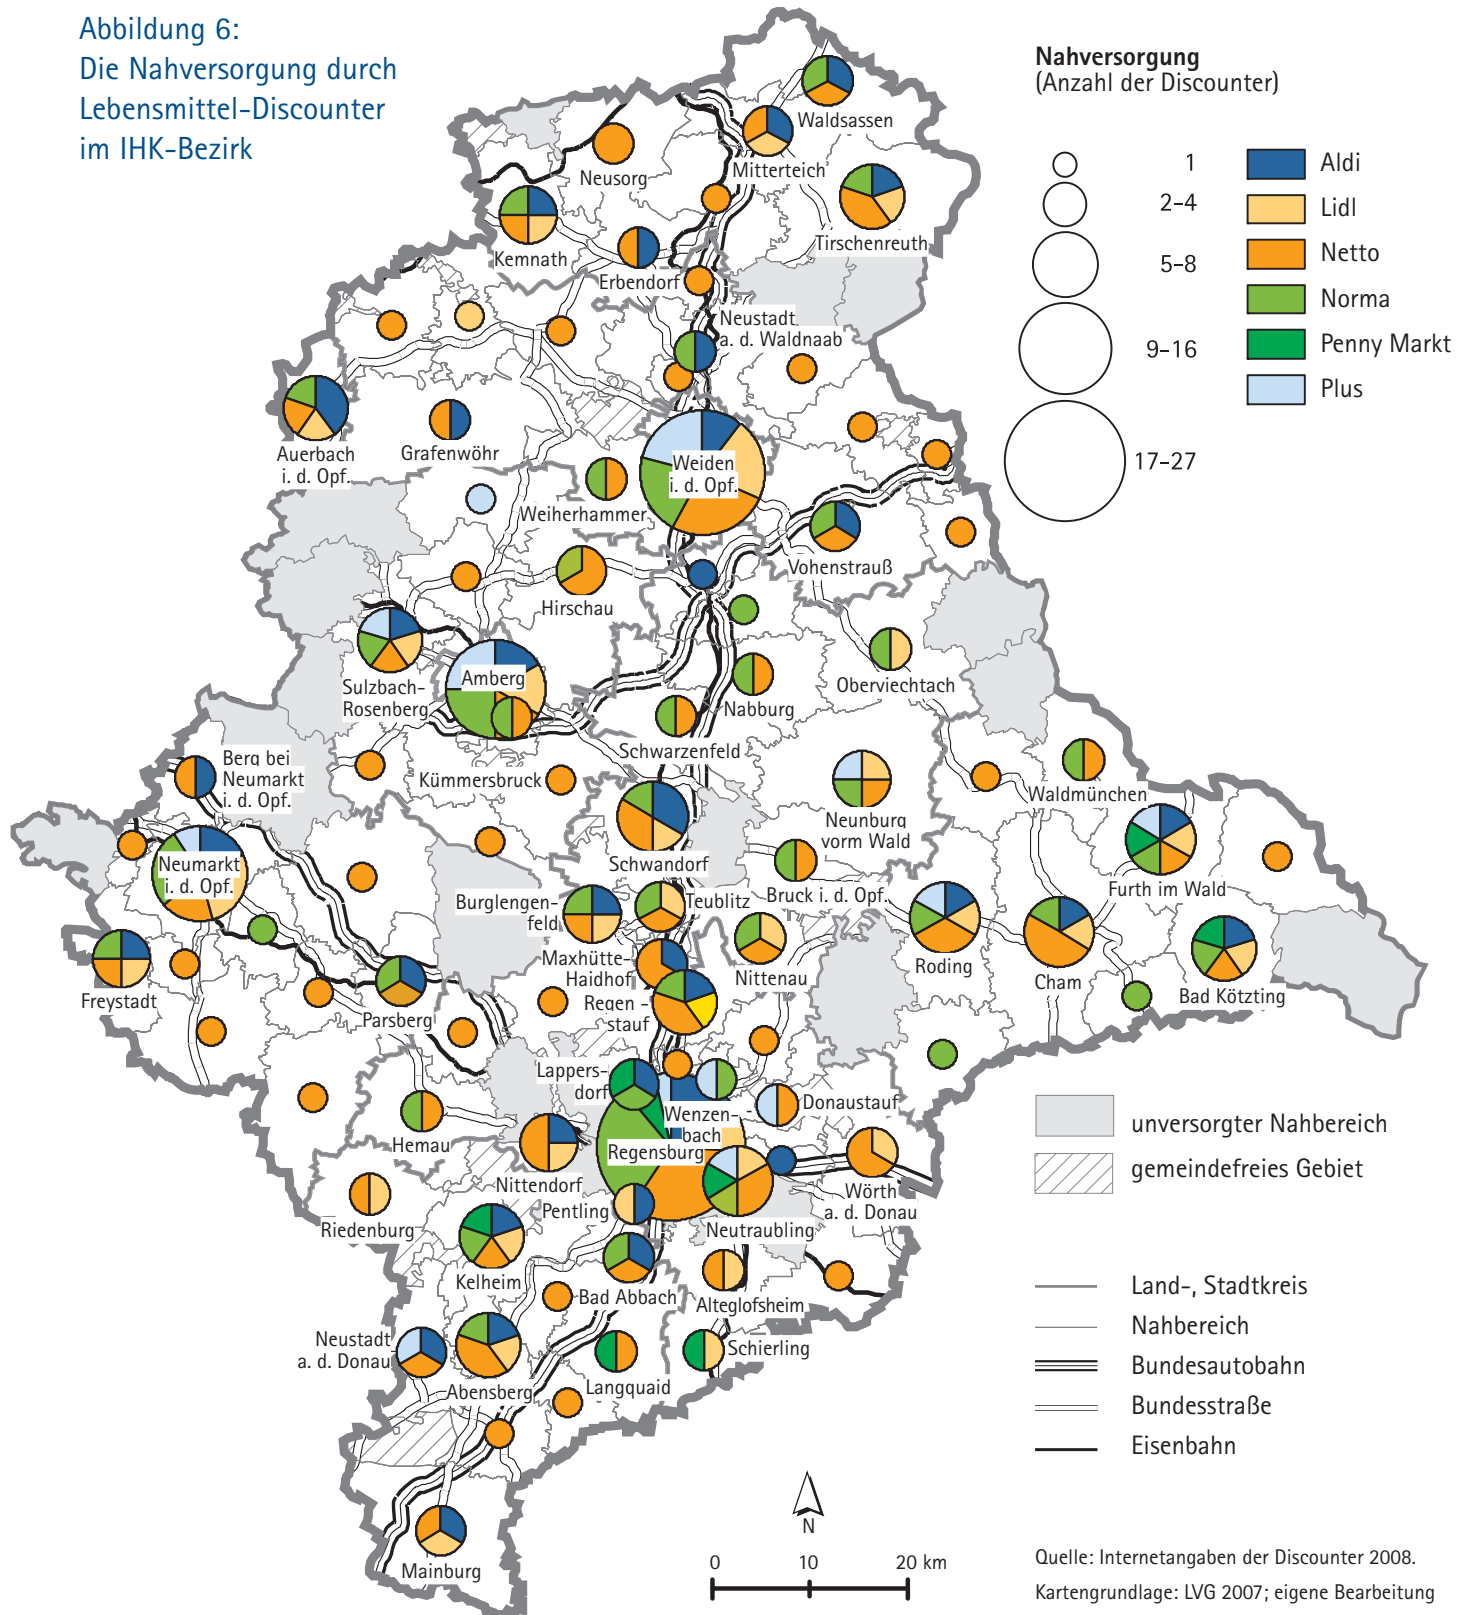 Abbildung 6:
Die Nahversorgung durch
Lebensmittel-Discounter
im IHK-Bezirk
Nahversorgung
(Anzahl der Discounter)
1
2–4
5–8
9–16
17–27
Aldi
Lidl
Netto
Norma
Penny Markt
Plus
Waldsassen
Mitterteich
Neusorg
Tirschenreuth
Kemnath
Erbendorf
Neustadt
a. d. Waldnaab
Auerbach
i. d. Opf.
Grafenwöhr
Weiden
i. d. Opf.
Weiherhammer
Vohenstrauß
Hirschau
Sulzbach-
Rosenberg
Amberg
Oberviechtach
Nabburg
Schwarzenfeld
Kümmersbruck
Berg bei
Neumarkt
i. d. Opf.
Neunburg
vorm Wald
Waldmünchen
Schwandorf
Neumarkt
i. d. Opf.
Furth im Wald
Bruck i. d. Opf.
Burglengen-
feld
Teublitz
Maxhütte-
Haidhof
Nittenau
Roding
Cham
Bad Kötzting
Freystadt
Regen -
stauf
Parsberg
Lappers-
dorf
Wenzen-
bach
Donaustauf
Hemau
Regensburg
Nittendorf
Wörth
a. d. Donau
Pentling
Neutraubling
Riedenburg
Kelheim
Bad Abbach
Alteglofsheim
Neustadt
a. d. Donau
Schierling
Abensberg
Langquaid
Mainburg
unversorgter Nahbereich
gemeindefreies Gebiet
Land-, Stadtkreis
Nahbereich
Bundesautobahn
Bundesstraße
Eisenbahn
N
0 10 20 km
Quelle: Internetangaben der Discounter 2008.
Kartengrundlage: LVG 2007; eigene Bearbeitung